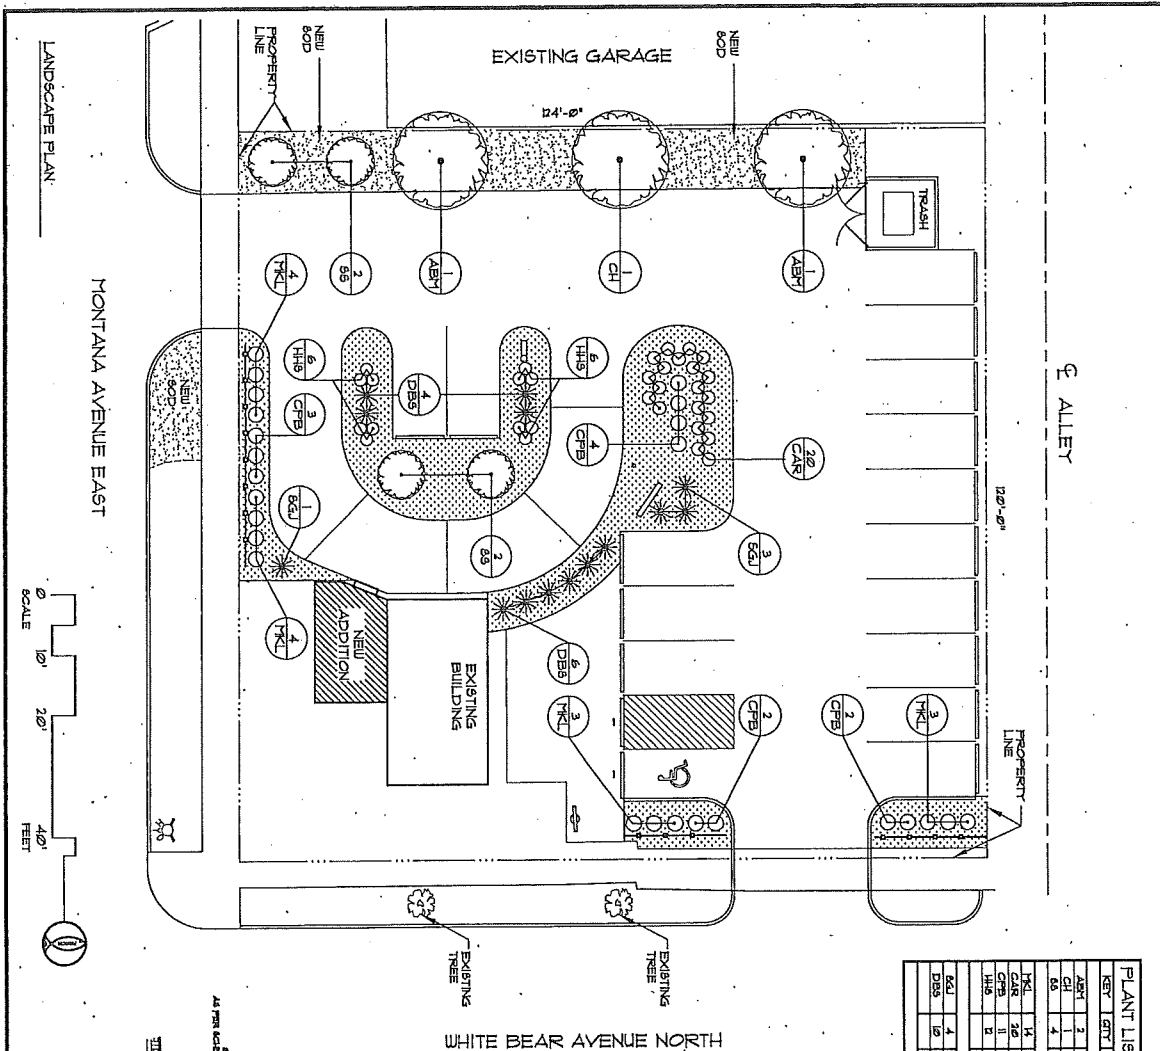 LANDSCAPE PLAN
MONTANA AVENUE EAST
EXISTING GARAGE
NEW
SOD
NEW
SOD
PROPERTY
LINE
124'-0"
TRASH
℄ ALLEY
120'-0"
PROPERTY
LINE
1
ABM
1
CH
1
ABM
2
SS
4
MKL
6
HHS
6
HHS
4
DBS
3
CPB
4
CPB
20
CAR
1
SGJ
2
SS
3
SGJ
4
MKL
6
DBS
3
MKL
2
CPB
2
CPB
3
MKL
NEW
SOD
NEW
ADDITION
EXISTING
BUILDING
EXISTING
TREE
EXISTING
TREE
WHITE BEAR AVENUE NORTH
0 10' 20' 40'
SCALE FEET
PLANT LIS
KEY QTY
ABM 2
CH 1
SS 4
MKL 14
CAR 20
CPB 11
HHS 12
SGJ 4
DBS 10
AS PER